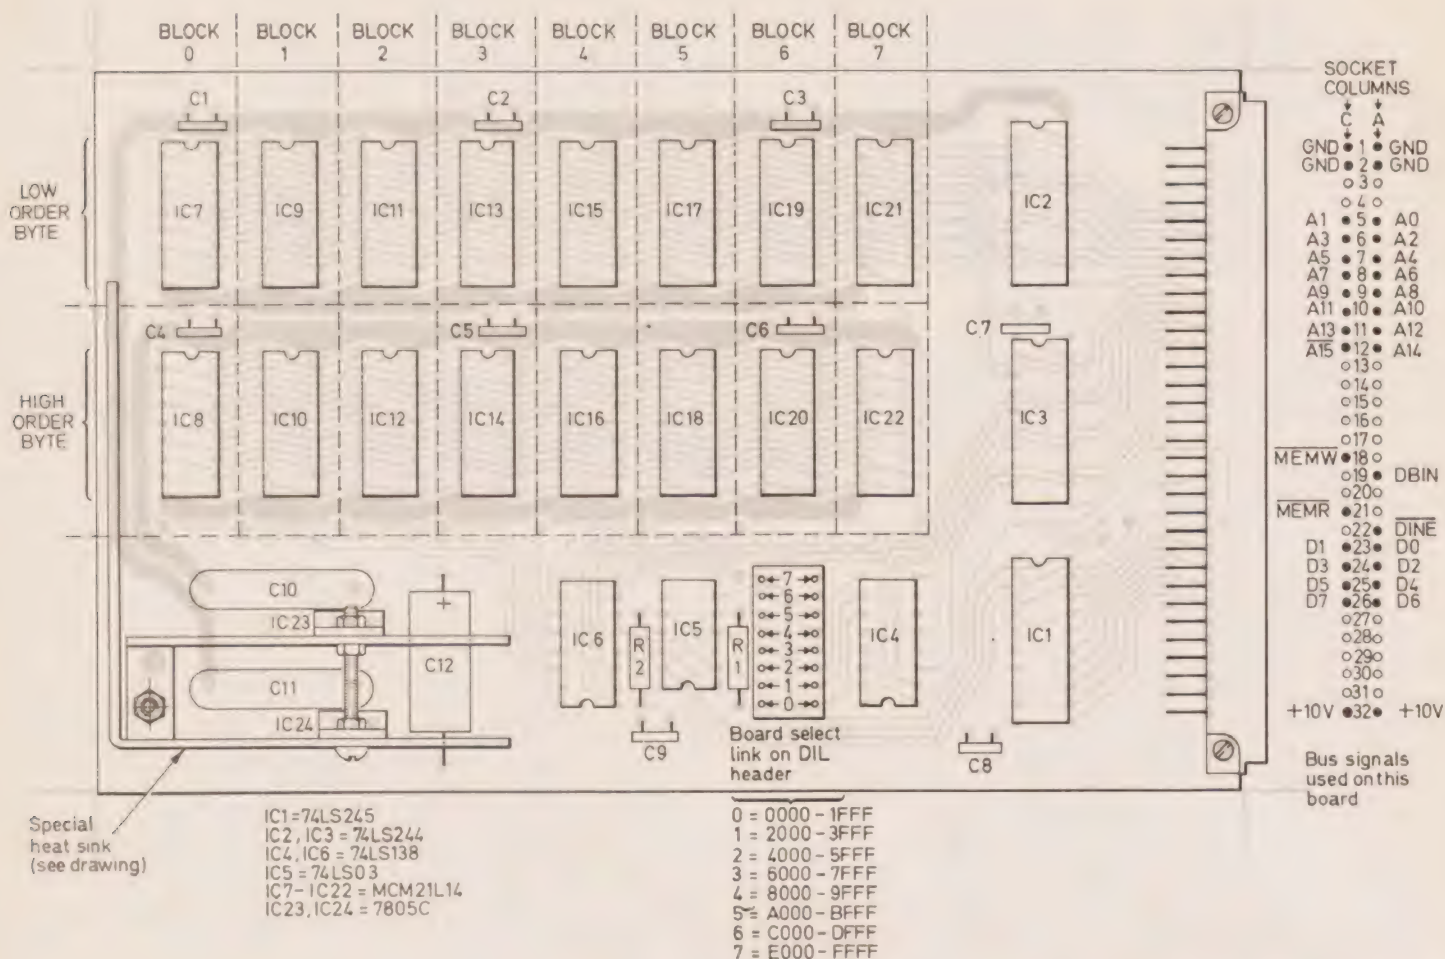 BLOCK 0
BLOCK 1
BLOCK 2
BLOCK 3
BLOCK 4
BLOCK 5
BLOCK 6
BLOCK 7
SOCKET
COLUMNS
C A
C1
C2
C3
LOW
ORDER
BYTE
IC7
IC9
IC11
IC13
IC15
IC17
IC19
IC21
IC2
C4
C5
C6
C7
HIGH
ORDER
BYTE
IC8
IC10
IC12
IC14
IC16
IC18
IC20
IC22
IC3
GND 1 GND
GND 2 GND
3
4
A1 5 A0
A3 6 A2
A5 7 A4
A7 8 A6
A9 9 A8
A11 10 A10
A13 11 A12
A̅1̅5̅ 12 A14
13
14
15
16
17
M̅E̅M̅W̅ 18
19 DBIN
20
M̅E̅M̅R̅ 21
22 D̅I̅N̅E̅
D1 23 D0
D3 24 D2
D5 25 D4
D7 26 D6
27
28
29
30
31
+10V 32 +10V
C10
IC23
C11
IC24
+
C12
IC6
R2
IC5
R1
7
6
5
4
3
2
1
0
IC4
IC1
C9
C8
Board select
link on DIL
header
Bus signals
used on this
board
Special
heat sink
(see drawing)
IC1=74LS245
IC2, IC3 = 74LS244
IC4, IC6 = 74LS138
IC5 = 74LS03
IC7-IC22 = MCM21L14
IC23, IC24 = 7805C
0 = 0000-1FFF
1 = 2000-3FFF
2 = 4000-5FFF
3 = 6000-7FFF
4 = 8000-9FFF
5 = A000-BFFF
6 = C000-DFFF
7 = E000-FFFF